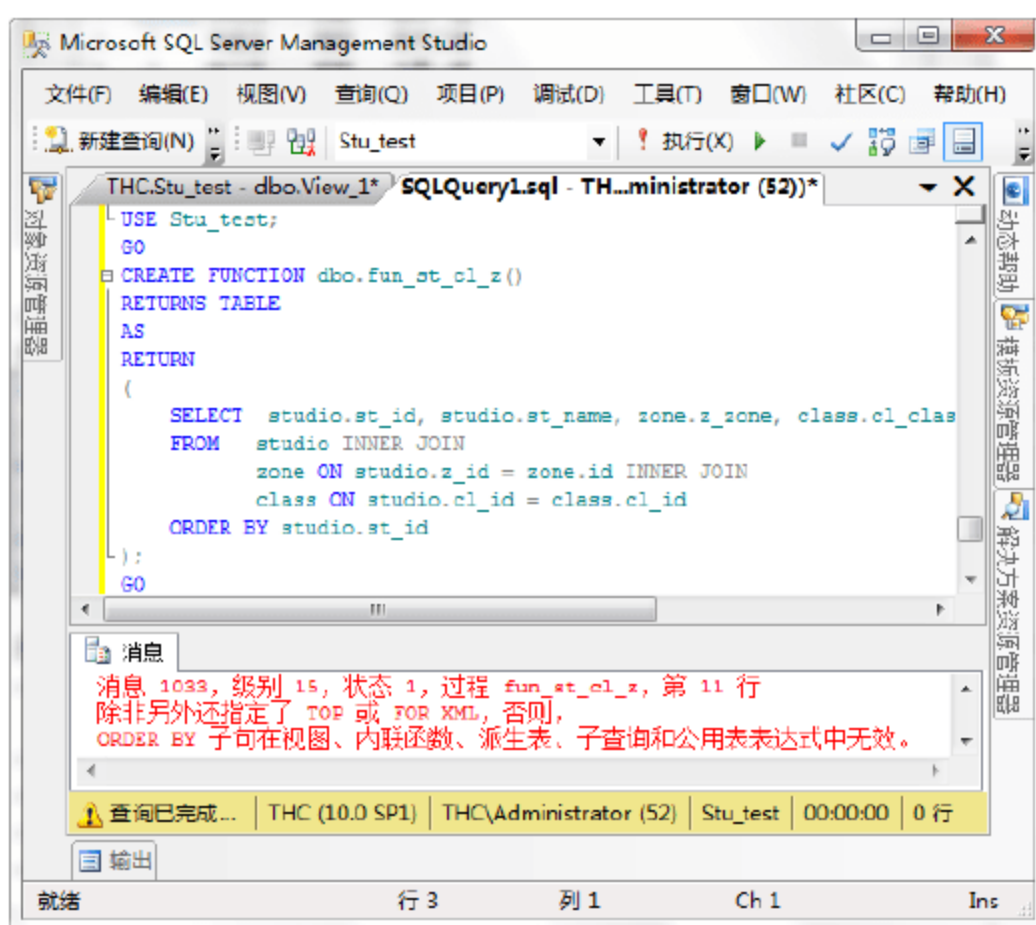 Microsoft SQL Server Management Studio
文件(F) 编辑(E) 视图(V) 查询(Q) 项目(P) 调试(D) 工具(T) 窗口(W) 社区(C) 帮助(H)
新建查询(N) Stu_test 执行(X)
THC.Stu_test - dbo.View_1* SQLQuery1.sql - TH...ministrator (52))*
对象资源管理器
USE Stu_test;
GO
CREATE FUNCTION dbo.fun_st_cl_z()
RETURNS TABLE
AS
RETURN
(
SELECT studio.st_id, studio.st_name, zone.z_zone, class.cl_clas
FROM studio INNER JOIN
zone ON studio.z_id = zone.id INNER JOIN
class ON studio.cl_id = class.cl_id
ORDER BY studio.st_id
);
GO
动态帮助
模板资源管理器
解决方案资源管理器
消息
消息 1033，级别 15，状态 1，过程 fun_st_cl_z，第 11 行
除非另外还指定了 TOP 或 FOR XML，否则，
ORDER BY 子句在视图、内联函数、派生表、子查询和公用表表达式中无效。
查询已完成... THC (10.0 SP1) THC\Administrator (52) Stu_test 00:00:00 0 行
输出
就绪 行 3 列 1 Ch 1 Ins